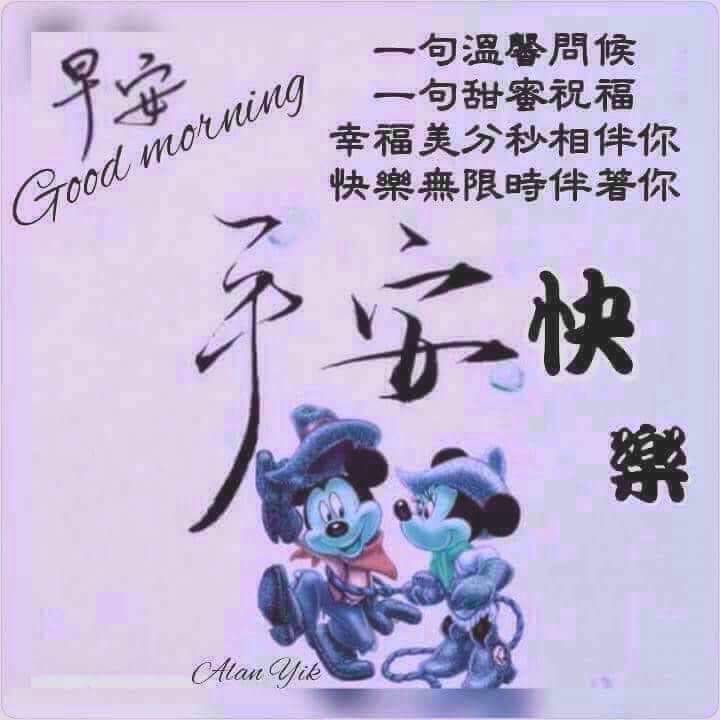 早安
Good morning
一句溫馨問候
一句甜蜜祝福
幸福美分秒相伴你
快樂無限時伴著你
平安
快
樂
Alan Yik